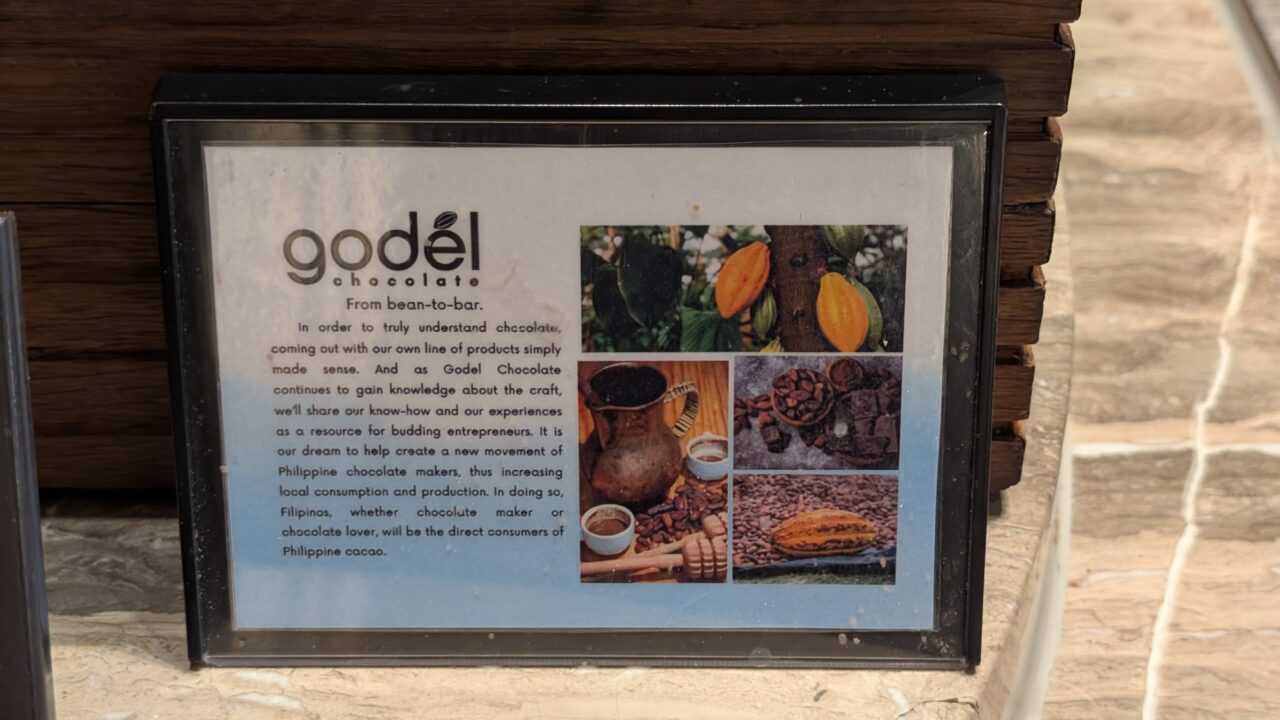 godél
chocolate
From bean-to-bar.
In order to truly understand chocolate,
coming out with our own line of products simply
made sense. And as Godel Chocolate
continues to gain knowledge about the craft,
we'll share our know-how and our experiences
as a resource for budding entrepreneurs. It is
our dream to help create a new movement of
Philippine chocolate makers, thus increasing
local consumption and production. In doing so,
Filipinos, whether chocolate maker or
chocolate lover, will be the direct consumers of
Philippine cacao.